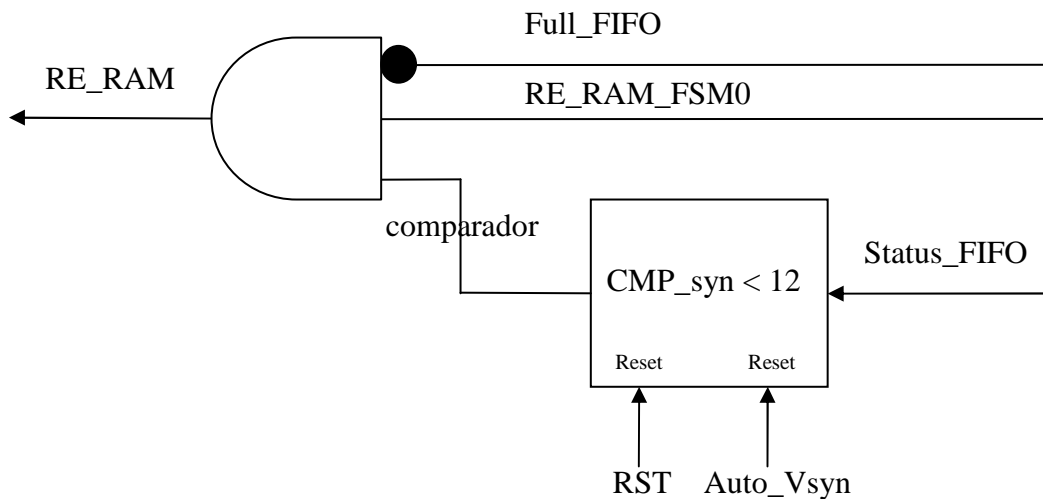 Full_FIFO
RE_RAM
RE_RAM_FSM0
comparador
Status_FIFO
CMP_syn < 12
Reset
Reset
RST
Auto_Vsyn